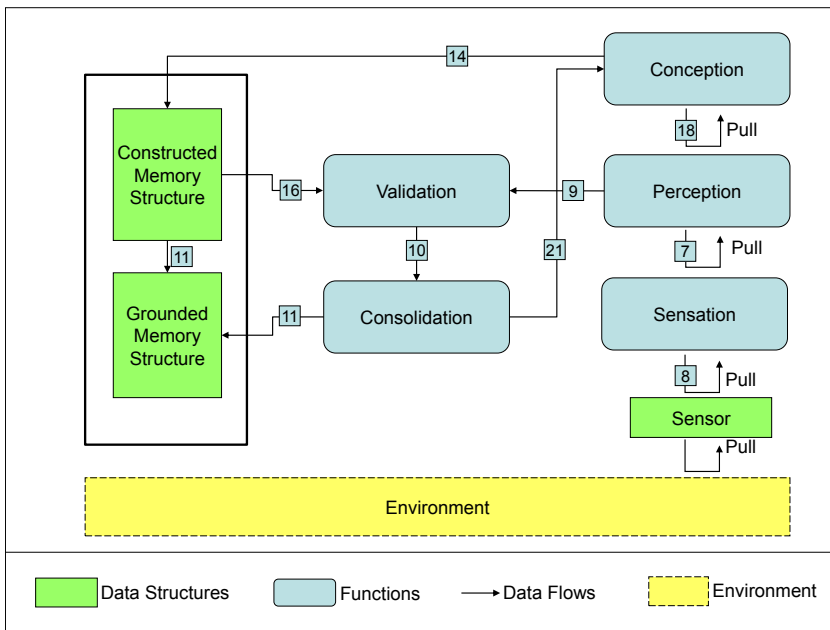 14
Conception
18
Pull
Constructed
Memory
Structure
16
Validation
9
Perception
11
10
21
7
Pull
Grounded
Memory
Structure
11
Consolidation
Sensation
8
Pull
Sensor
Pull
Environment
Data Structures
Functions
Data Flows
Environment